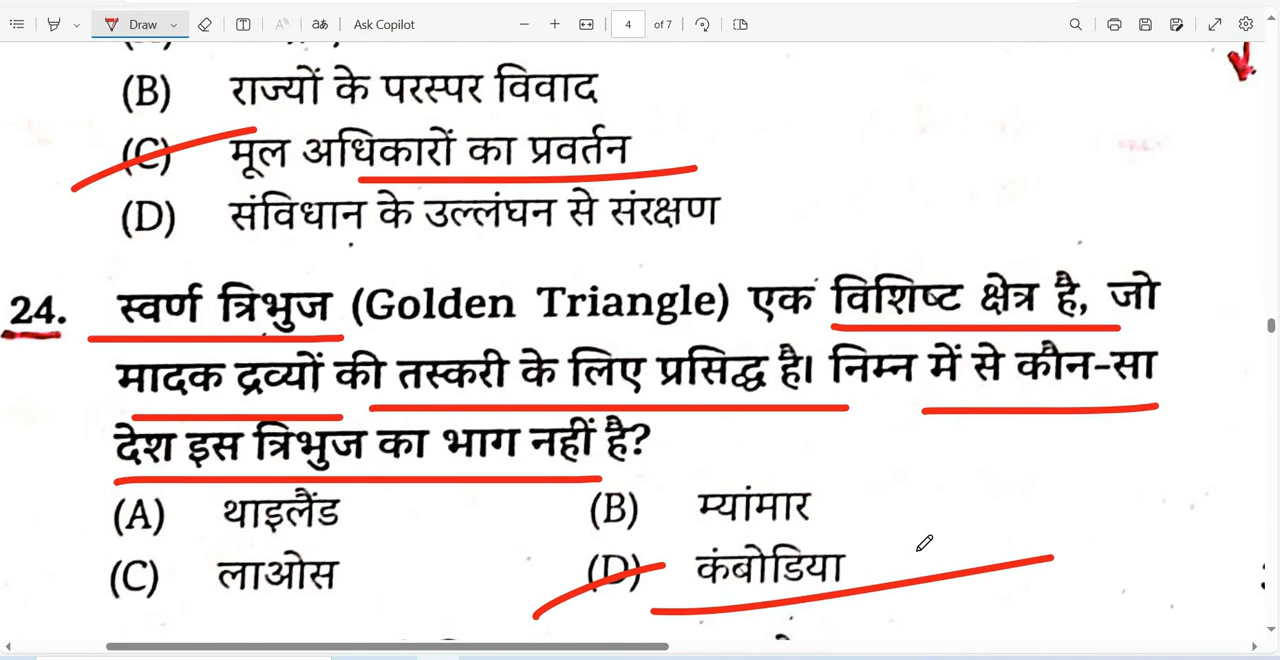 Draw
Ask Copilot
4 of 7
(B) राज्यों के परस्पर विवाद
(C) मूल अधिकारों का प्रवर्तन
(D) संविधान के उल्लंघन से संरक्षण
24. स्वर्ण त्रिभुज (Golden Triangle) एक विशिष्ट क्षेत्र है, जो
मादक द्रव्यों की तस्करी के लिए प्रसिद्ध है। निम्न में से कौन-सा
देश इस त्रिभुज का भाग नहीं है?
(A) थाइलैंड (B) म्यांमार
(C) लाओस (D) कंबोडिया